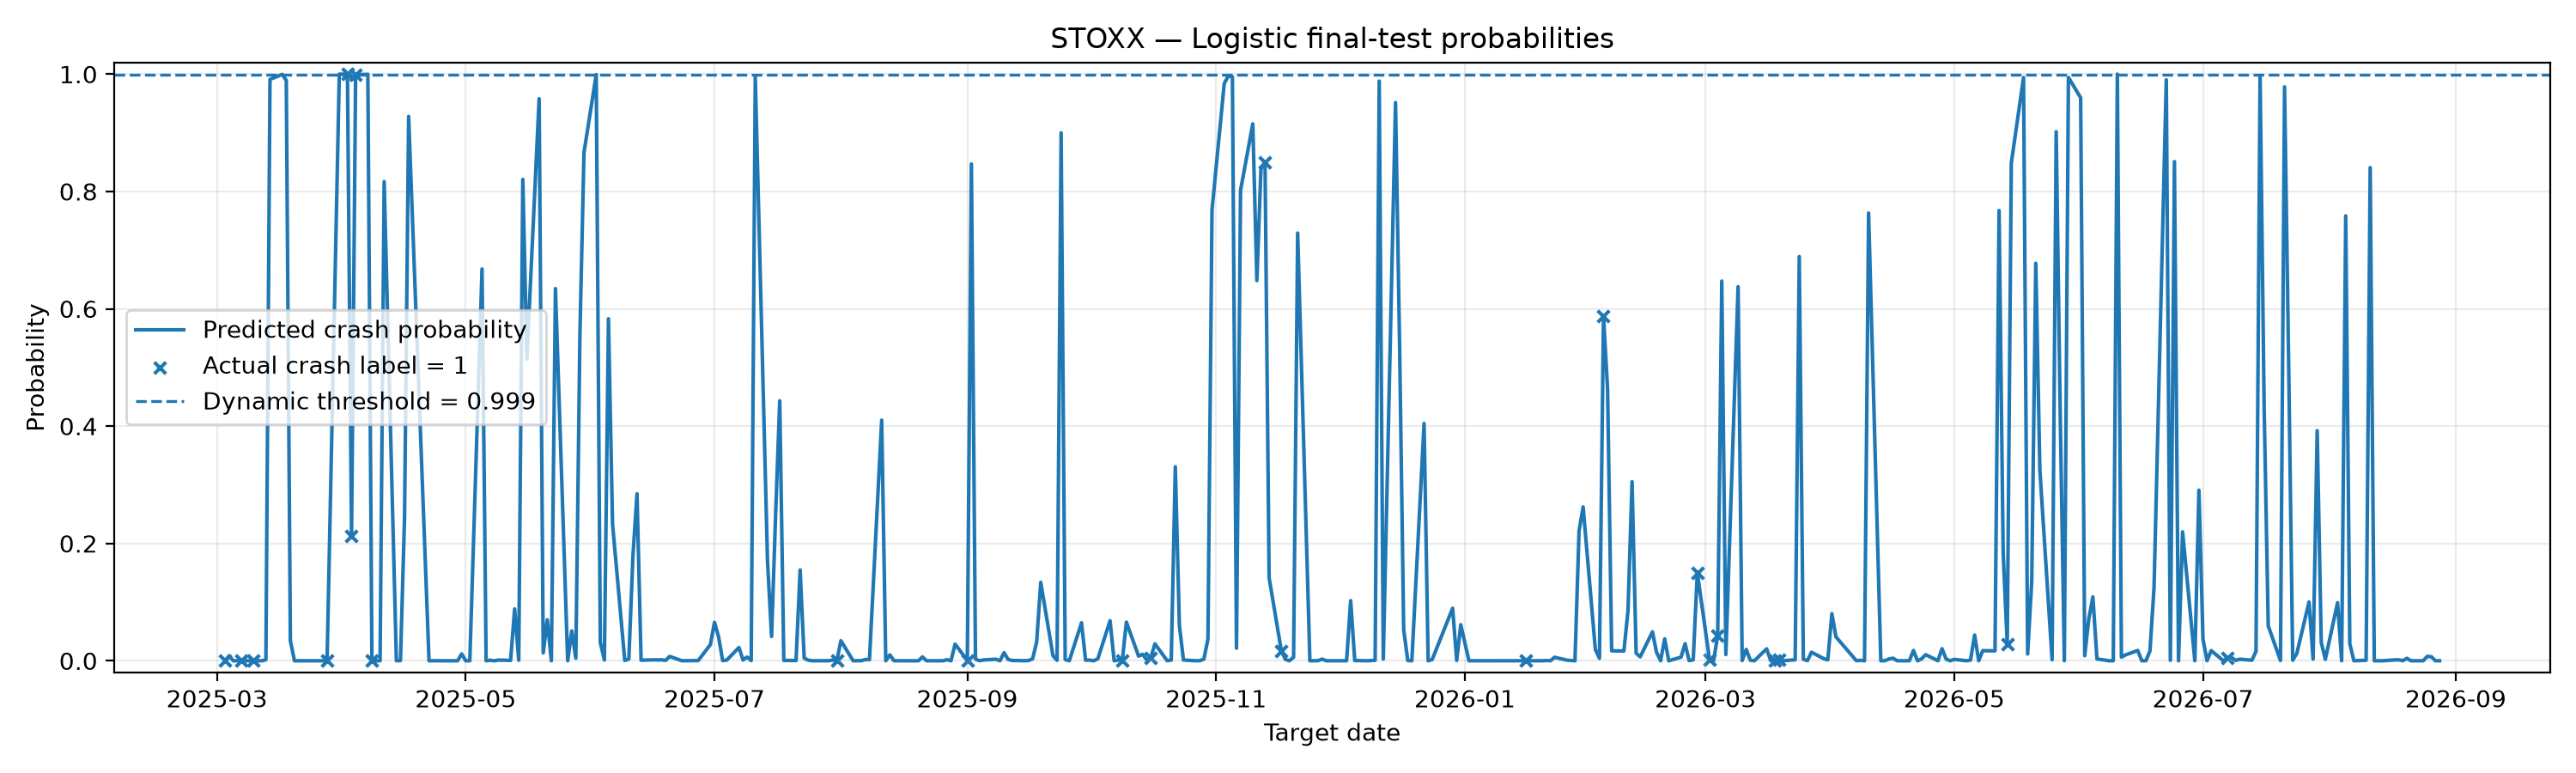 STOXX — Logistic final-test probabilities
1.0
0.8
0.6
0.4
0.2
0.0
Probability
Predicted crash probability
Actual crash label = 1
Dynamic threshold = 0.999
2025-03
2025-05
2025-07
2025-09
2025-11
2026-01
2026-03
2026-05
2026-07
2026-09
Target date